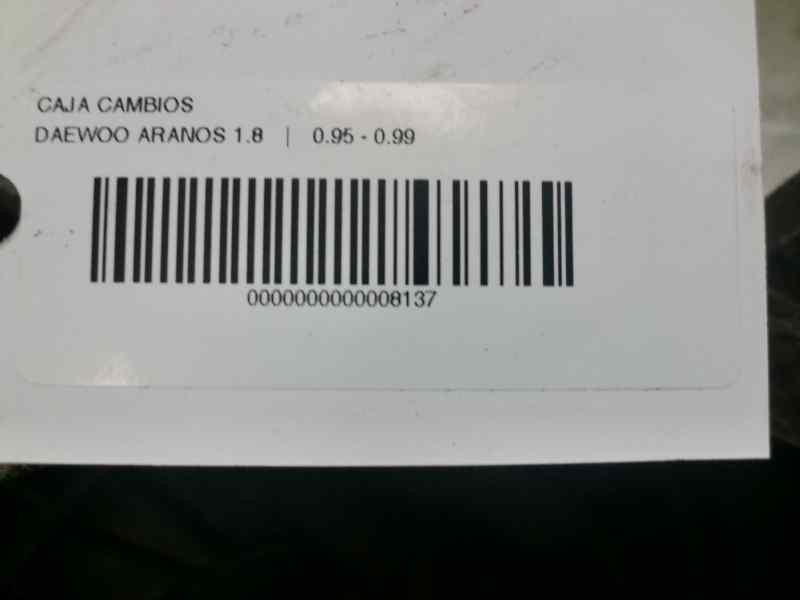 CAJA CAMBIOS
DAEWOO ARANOS 1.8 | 0.95 - 0.99
0000000000008137